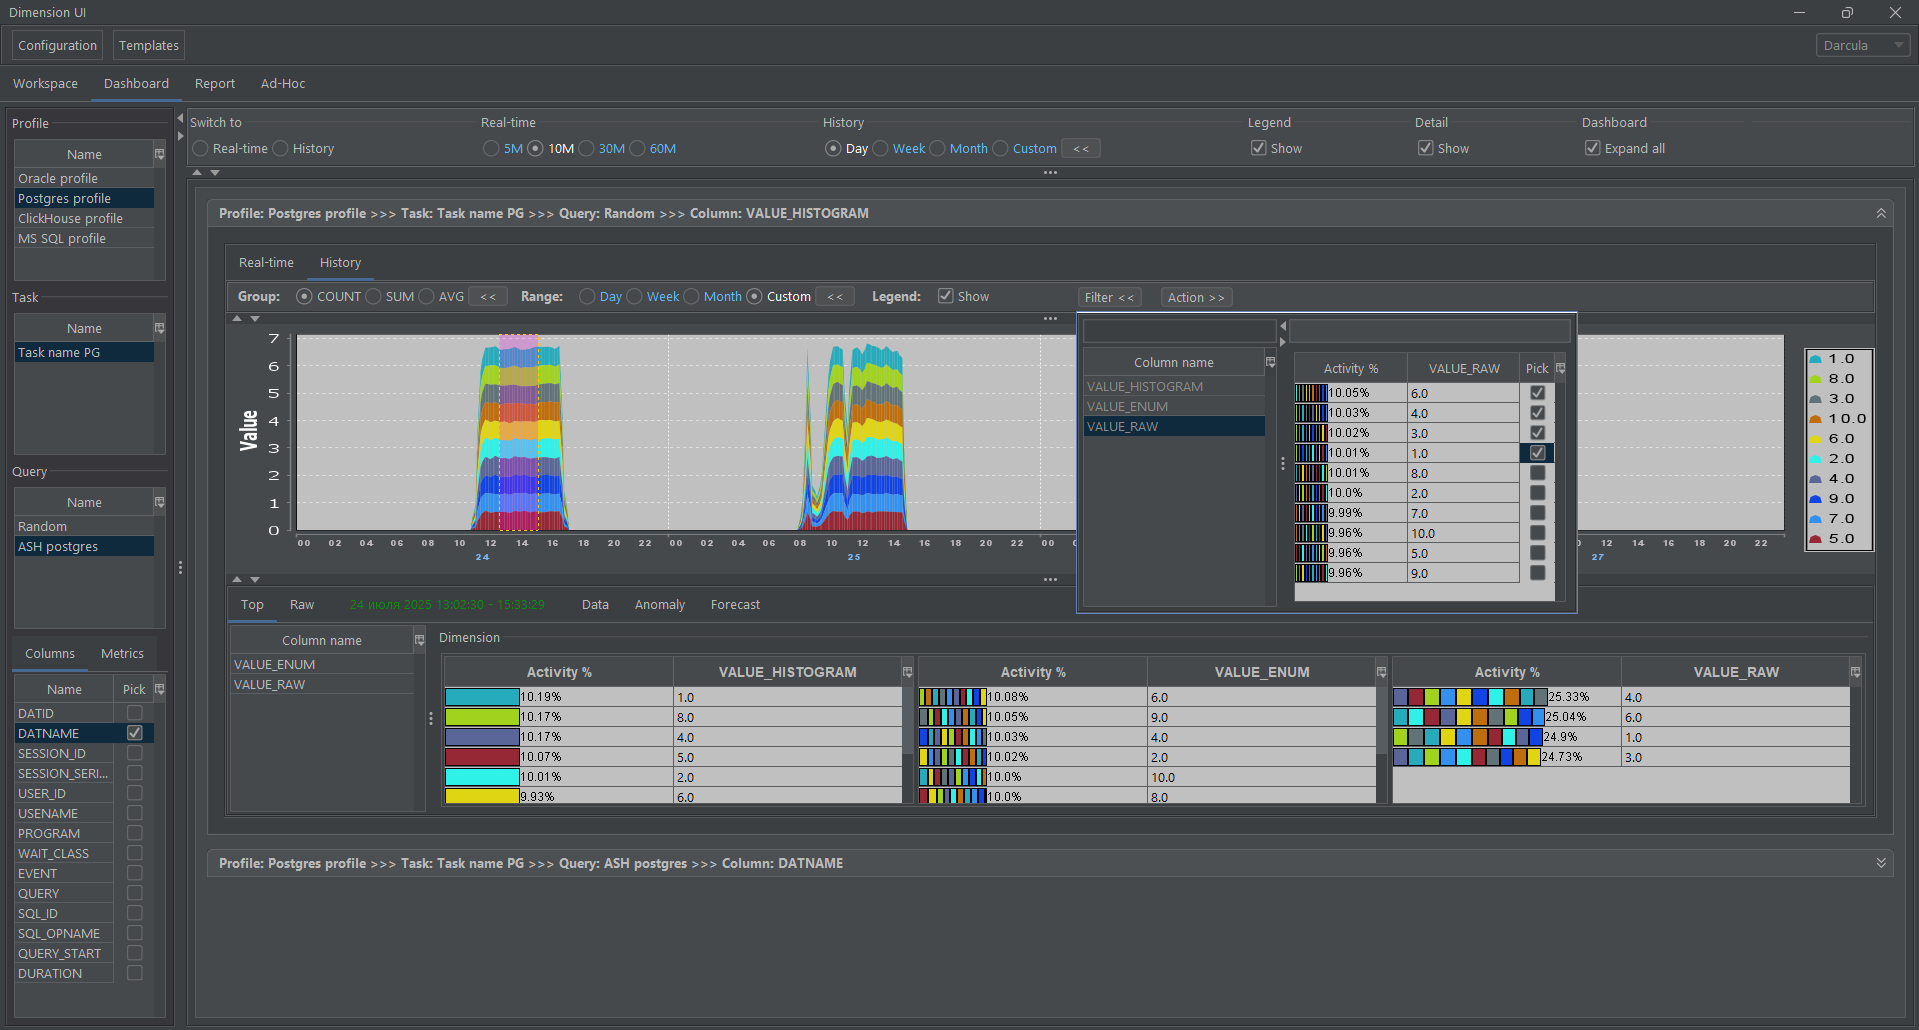 Dimension UI
Configuration Templates Darcula
Workspace Dashboard Report Ad-Hoc
Profile
Name
Oracle profile
Postgres profile
ClickHouse profile
MS SQL profile
Task
Name
Task name PG
Query
Name
Random
ASH postgres
Columns Metrics
Name Pick
DATID
DATNAME
SESSION_ID
SESSION_SERI...
USER_ID
USENAME
PROGRAM
WAIT_CLASS
EVENT
QUERY
SQL_ID
SQL_OPNAME
QUERY_START
DURATION
Switch to Real-time History Legend Detail Dashboard
Real-time History 5M 10M 30M 60M Day Week Month Custom << Show Show Expand all
Profile: Postgres profile >>> Task: Task name PG >>> Query: Random >>> Column: VALUE_HISTOGRAM
Real-time History
Group: COUNT SUM AVG << Range: Day Week Month Custom << Legend: Show Filter << Action >>
Value
7
6
5
4
3
2
1
0
00 02 04 06 08 10 12 14 16 18 20 22 00 02 04 06 08 10 12 14 16 18 20 22 00 12 14 16 18 20 22
24 25 27
Column name
VALUE_HISTOGRAM
VALUE_ENUM
VALUE_RAW
Activity % VALUE_RAW Pick
10.05% 6.0
10.03% 4.0
10.02% 3.0
10.01% 1.0
10.01% 8.0
10.0% 2.0
9.99% 7.0
9.96% 10.0
9.96% 5.0
9.96% 9.0
1.0
8.0
3.0
10.0
6.0
2.0
4.0
9.0
7.0
5.0
Top Raw 24 июля 2025 13:02:30 - 15:33:29 Data Anomaly Forecast
Column name
VALUE_ENUM
VALUE_RAW
Dimension
Activity % VALUE_HISTOGRAM
10.19% 1.0
10.17% 8.0
10.17% 4.0
10.07% 5.0
10.01% 2.0
9.93% 6.0
Activity % VALUE_ENUM
10.08% 6.0
10.05% 9.0
10.03% 4.0
10.02% 2.0
10.0% 10.0
10.0% 8.0
Activity % VALUE_RAW
25.33% 4.0
25.04% 6.0
24.9% 1.0
24.73% 3.0
Profile: Postgres profile >>> Task: Task name PG >>> Query: ASH postgres >>> Column: DATNAME